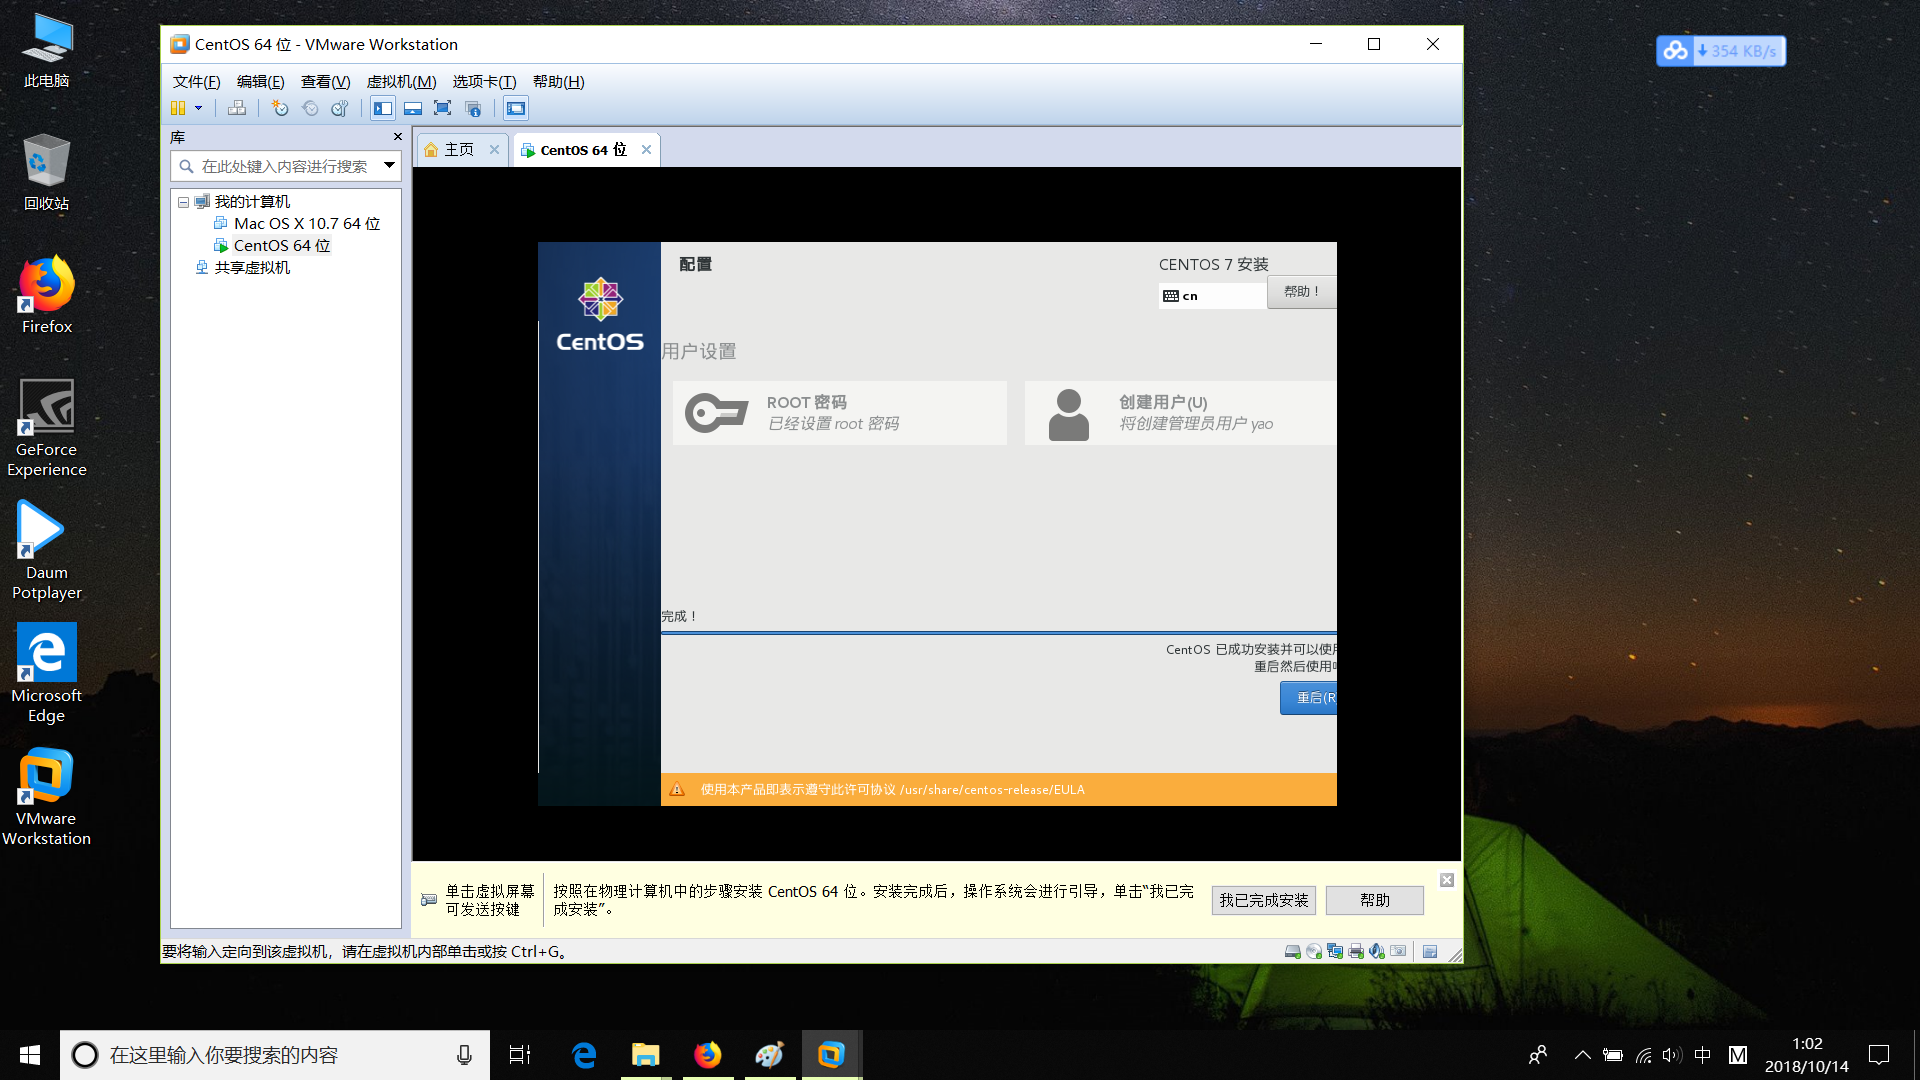 此电脑
回收站
Firefox
GeForce
Experience
Daum
Potplayer
Microsoft
Edge
VMware
Workstation
CentOS 64 位 - VMware Workstation
文件(F) 编辑(E) 查看(V) 虚拟机(M) 选项卡(T) 帮助(H)
库
在此处键入内容进行搜索
我的计算机
Mac OS X 10.7 64 位
CentOS 64 位
共享虚拟机
主页
CentOS 64 位
CentOS
配置
CENTOS 7 安装
cn
帮助！
用户设置
ROOT 密码
已经设置 root 密码
创建用户(U)
将创建管理员用户 yao
完成！
CentOS 已成功安装并可以使
重启然后使用
重启(R
使用本产品即表示遵守此许可协议 /usr/share/centos-release/EULA
单击虚拟屏幕
可发送按键
按照在物理计算机中的步骤安装 CentOS 64 位。安装完成后，操作系统会进行引导，单击“我已完
成安装”。
我已完成安装
帮助
要将输入定向到该虚拟机，请在虚拟机内部单击或按 Ctrl+G。
354 KB/s
在这里输入你要搜索的内容
中
M
1:02
2018/10/14